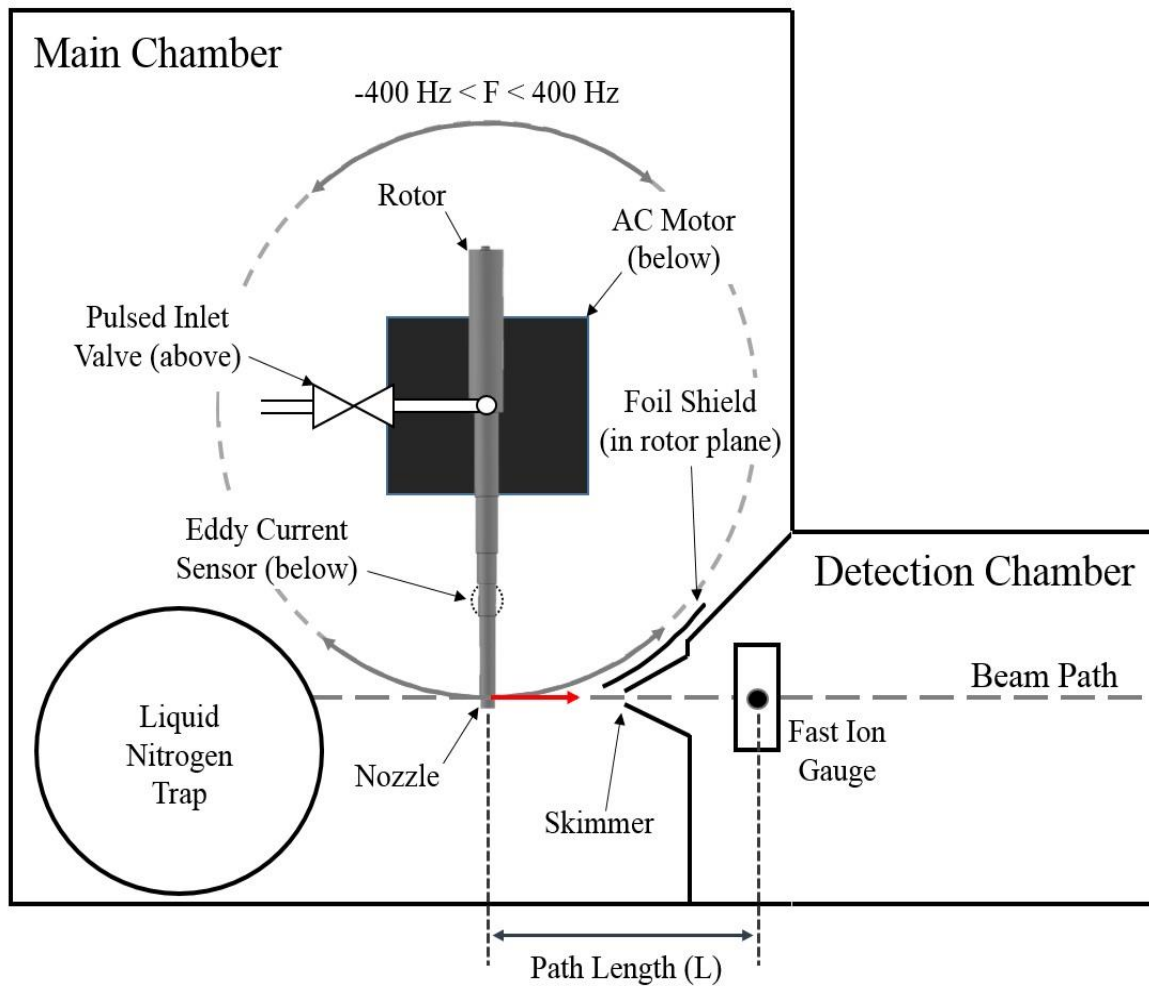 Main Chamber
-400 Hz < F < 400 Hz
Rotor
AC Motor
(below)
Pulsed Inlet
Valve (above)
Foil Shield
(in rotor plane)
Eddy Current
Sensor (below)
Detection Chamber
Beam Path
Liquid
Nitrogen
Trap
Fast Ion
Gauge
Nozzle
Skimmer
Path Length (L)